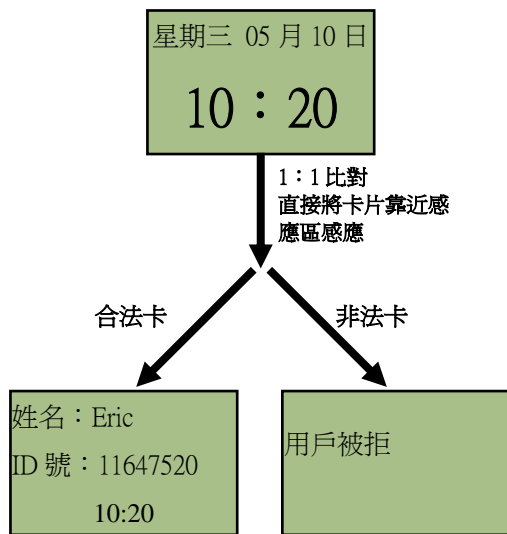 星期三 05 月 10 日
10：20
1：1 比對
直接將卡片靠近感
應區感應
合法卡
非法卡
姓名：Eric
ID 號：11647520
10:20
用戶被拒